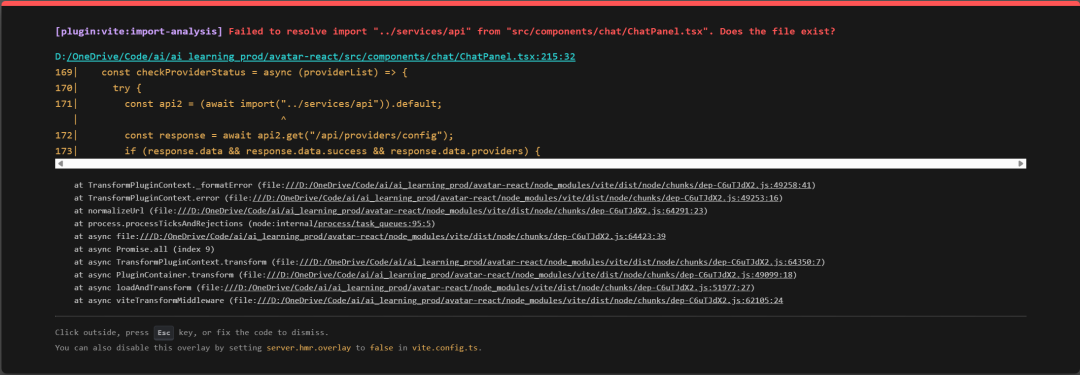 [plugin:vite:import-analysis] Failed to resolve import "../services/api" from "src/components/chat/ChatPanel.tsx". Does the file exist?
D:/OneDrive/Code/ai/ai_learning_prod/avatar-react/src/components/chat/ChatPanel.tsx:215:32
169|    const checkProviderStatus = async (providerList) => {
170|      try {
171|        const api2 = (await import("../services/api")).default;
   |                                   ^
172|        const response = await api2.get("/api/providers/config");
173|        if (response.data && response.data.success && response.data.providers) {
at TransformPluginContext._formatError (file:///D:/OneDrive/Code/ai/ai_learning_prod/avatar-react/node_modules/vite/dist/node/chunks/dep-C6uTJdX2.js:49258:41)
at TransformPluginContext.error (file:///D:/OneDrive/Code/ai/ai_learning_prod/avatar-react/node_modules/vite/dist/node/chunks/dep-C6uTJdX2.js:49253:16)
at normalizeUrl (file:///D:/OneDrive/Code/ai/ai_learning_prod/avatar-react/node_modules/vite/dist/node/chunks/dep-C6uTJdX2.js:64291:23)
at process.processTicksAndRejections (node:internal/process/task_queues:95:5)
at async file:///D:/OneDrive/Code/ai/ai_learning_prod/avatar-react/node_modules/vite/dist/node/chunks/dep-C6uTJdX2.js:64423:39
at async Promise.all (index 9)
at async TransformPluginContext.transform (file:///D:/OneDrive/Code/ai/ai_learning_prod/avatar-react/node_modules/vite/dist/node/chunks/dep-C6uTJdX2.js:64350:7)
at async PluginContainer.transform (file:///D:/OneDrive/Code/ai/ai_learning_prod/avatar-react/node_modules/vite/dist/node/chunks/dep-C6uTJdX2.js:49099:18)
at async loadAndTransform (file:///D:/OneDrive/Code/ai/ai_learning_prod/avatar-react/node_modules/vite/dist/node/chunks/dep-C6uTJdX2.js:51977:27)
at async viteTransformMiddleware (file:///D:/OneDrive/Code/ai/ai_learning_prod/avatar-react/node_modules/vite/dist/node/chunks/dep-C6uTJdX2.js:62105:24
Click outside, press Esc key, or fix the code to dismiss.
You can also disable this overlay by setting server.hmr.overlay to false in vite.config.ts.